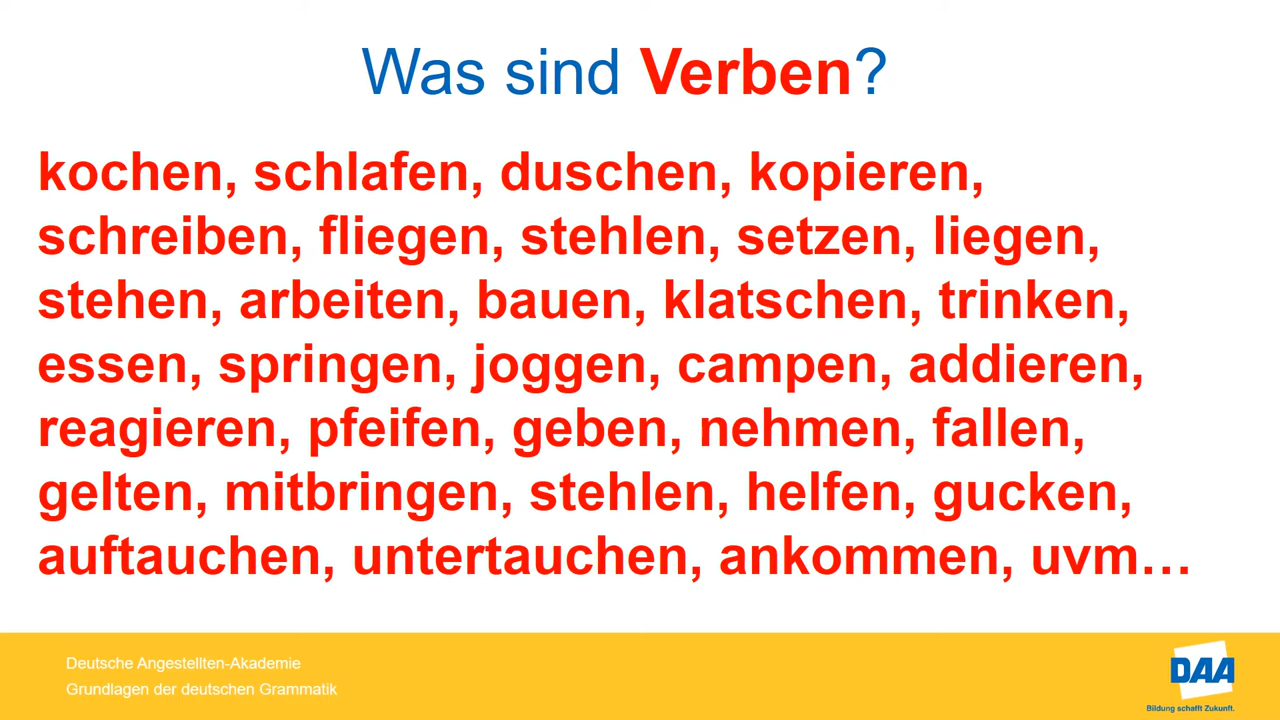 Was sind Verben?
kochen, schlafen, duschen, kopieren,
schreiben, fliegen, stehlen, setzen, liegen,
stehen, arbeiten, bauen, klatschen, trinken,
essen, springen, joggen, campen, addieren,
reagieren, pfeifen, geben, nehmen, fallen,
gelten, mitbringen, stehlen, helfen, gucken,
auftauchen, untertauchen, ankommen, uvm…
Deutsche Angestellten-Akademie
Grundlagen der deutschen Grammatik
DAA
Bildung schafft Zukunft.